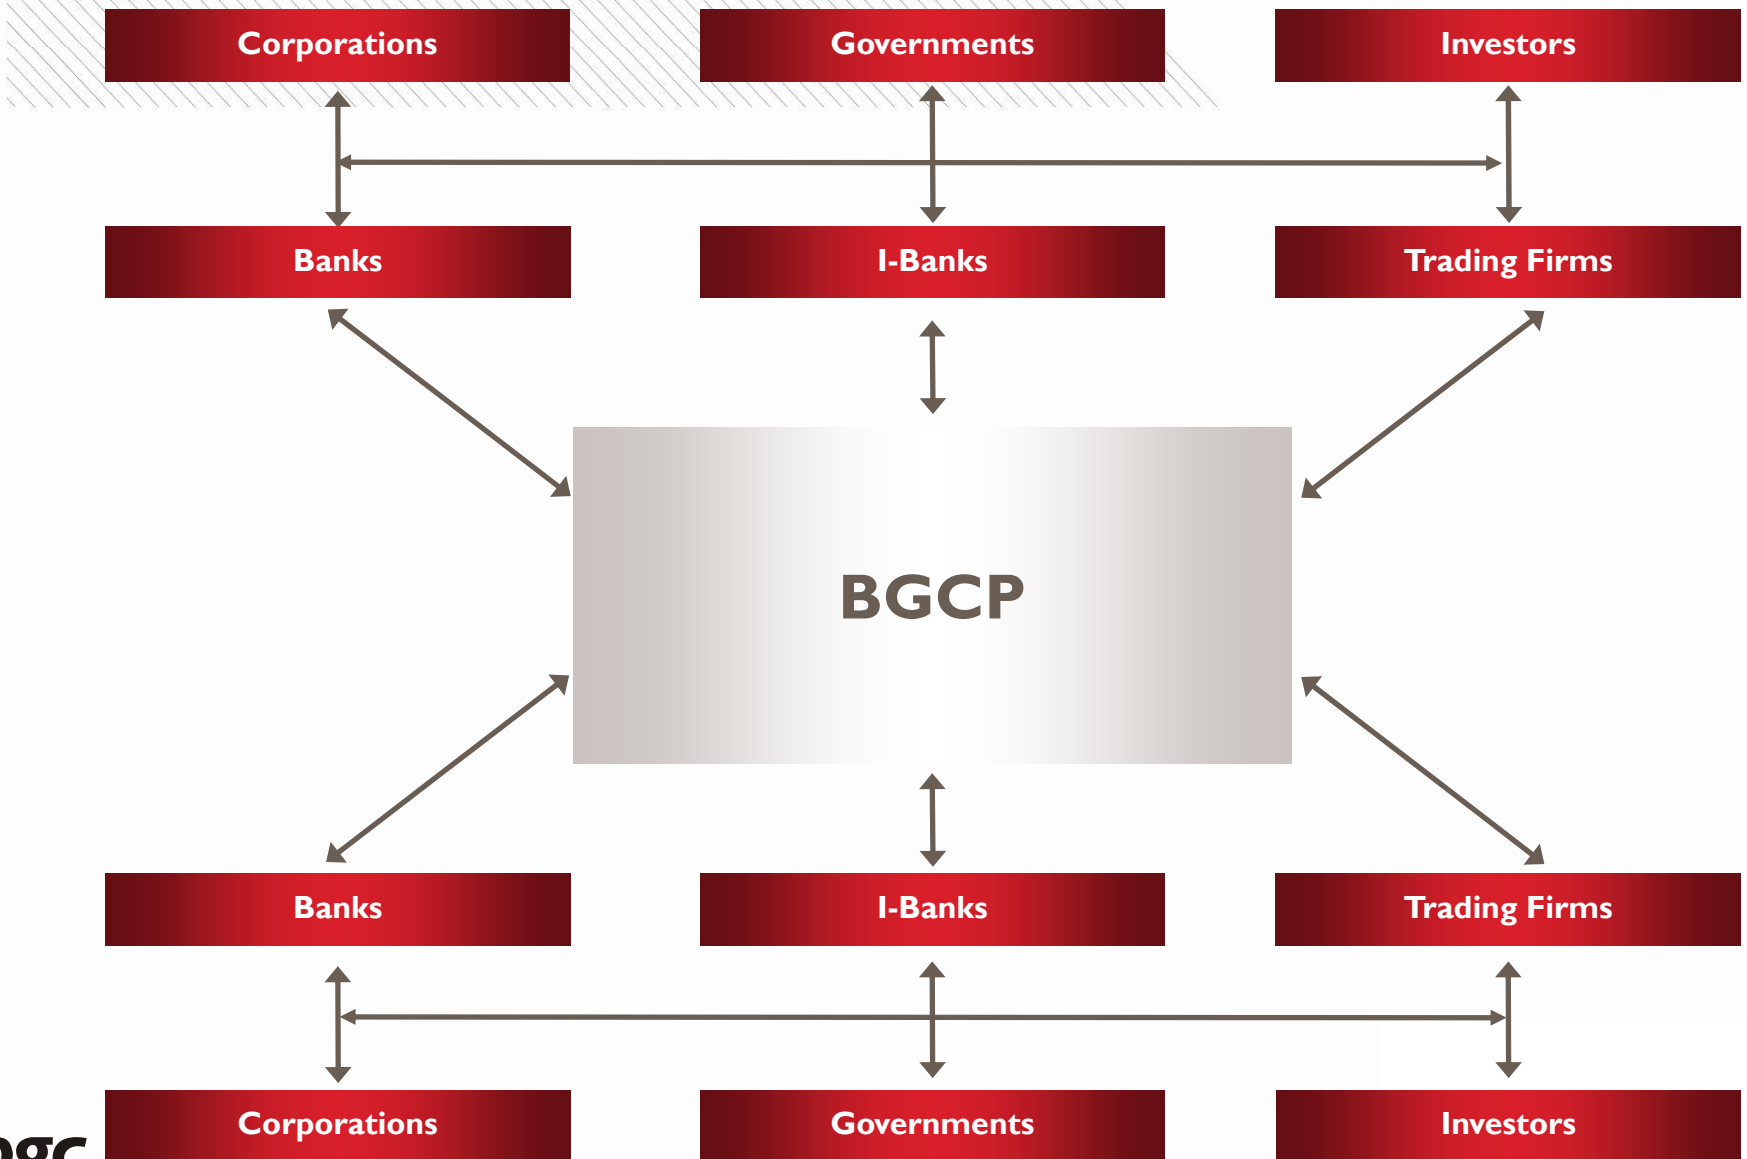 Corporations
Governments
Investors
Banks
I-Banks
Trading Firms
BGCP
Banks
I-Banks
Trading Firms
Corporations
Governments
Investors